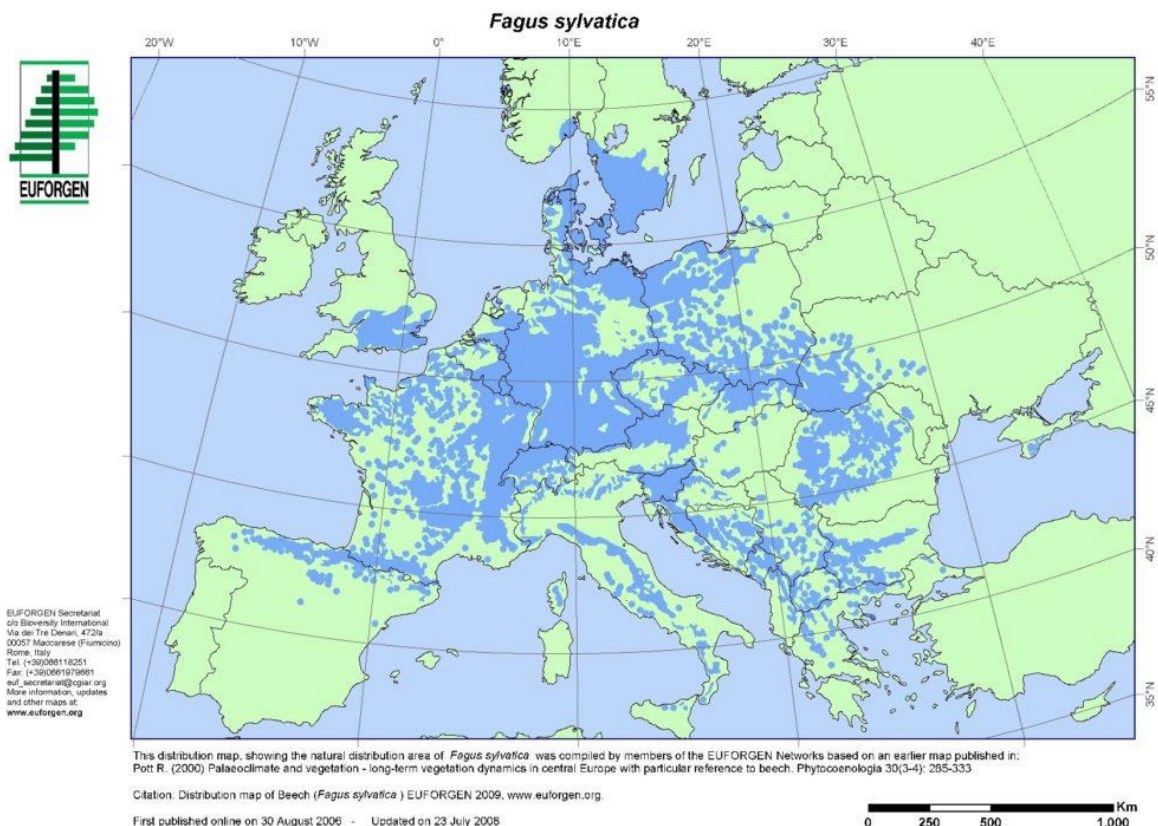 Fagus sylvatica
20°W
10°W
0°
10°E
20°E
30°E
40°E
55°N
50°N
45°N
40°N
35°N
EUFORGEN
EUFORGEN Secretariat
c/o Bioversity International
Via dei Tre Denari, 472/a
00057 Maccarese (Fiumicino)
Rome, Italy
Tel. (+39)066118251
Fax: (+39)0661979661
euf_secretariat@cgiar.org
More information, updates
and other maps at:
www.euforgen.org
This distribution map, showing the natural distribution area of Fagus sylvatica was compiled by members of the EUFORGEN Networks based on an earlier map published in:
Pott R. (2000) Palaeoclimate and vegetation - long-term vegetation dynamics in central Europe with particular reference to beech. Phytocoenologia 30(3-4): 285-333
Citation: Distribution map of Beech (Fagus sylvatica ) EUFORGEN 2009, www.euforgen.org.
First published online on 30 August 2006 - Updated on 23 July 2008
Km
0 250 500 1.000